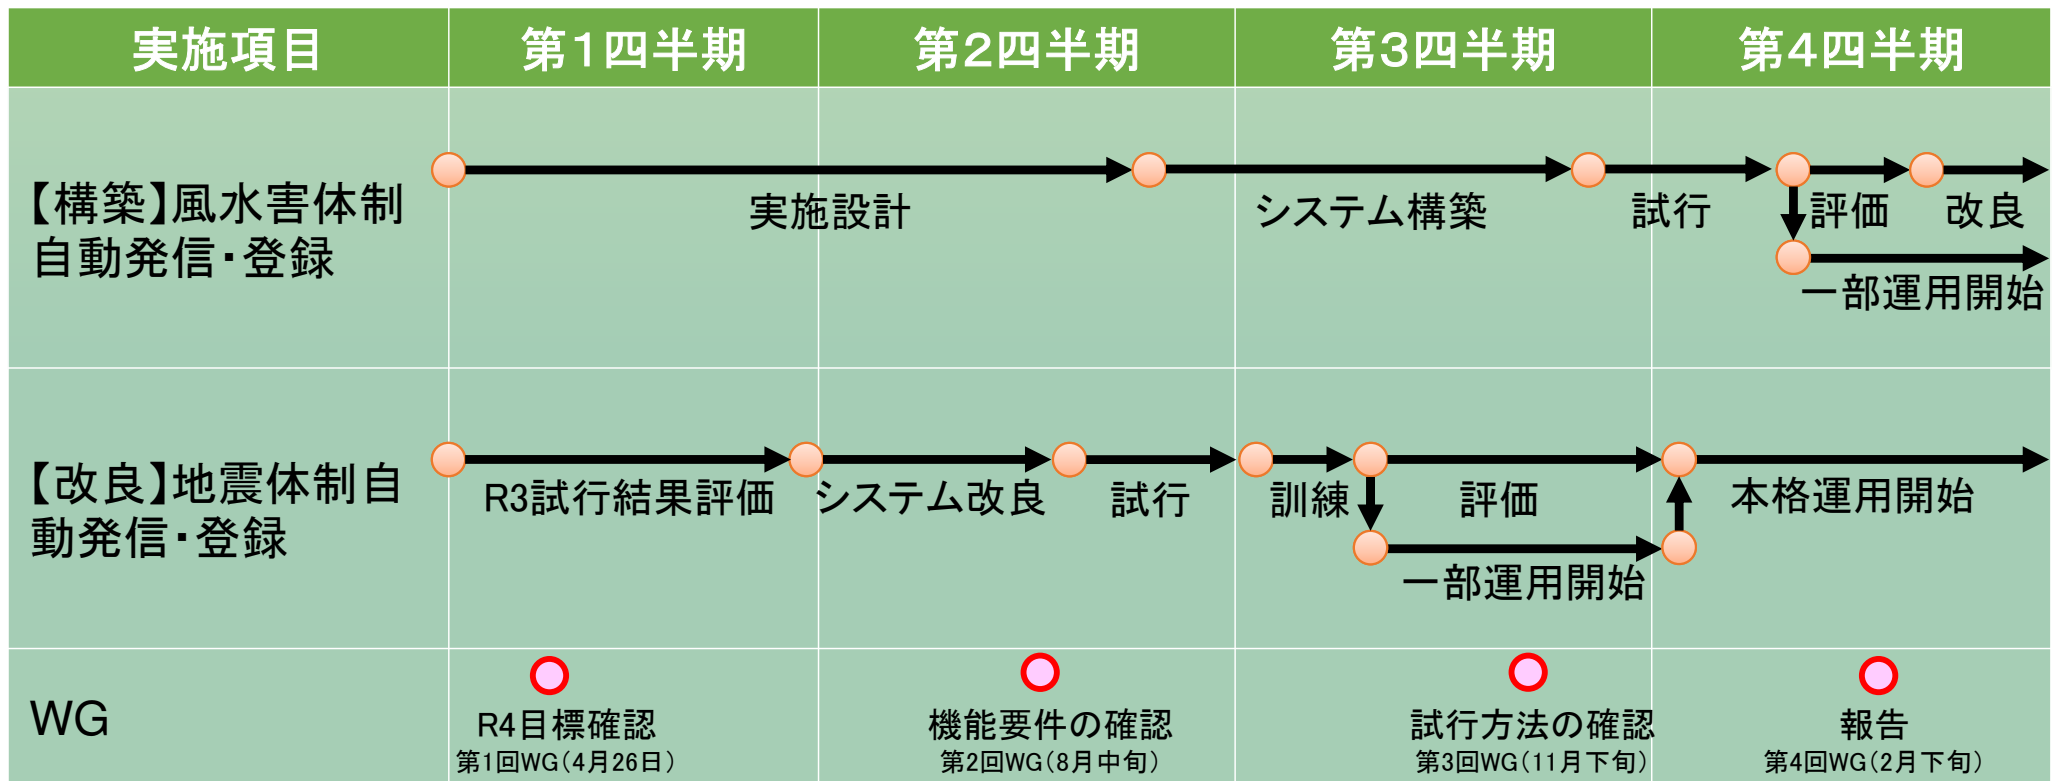 実施項目
第1四半期
第2四半期
第3四半期
第4四半期
【構築】風水害体制
自動発信・登録
実施設計
システム構築
試行
評価
改良
一部運用開始
【改良】地震体制自
動発信・登録
R3試行結果評価
システム改良
試行
訓練
評価
本格運用開始
一部運用開始
WG
R4目標確認
第1回WG(4月26日)
機能要件の確認
第2回WG(8月中旬)
試行方法の確認
第3回WG(11月下旬)
報告
第4回WG(2月下旬)